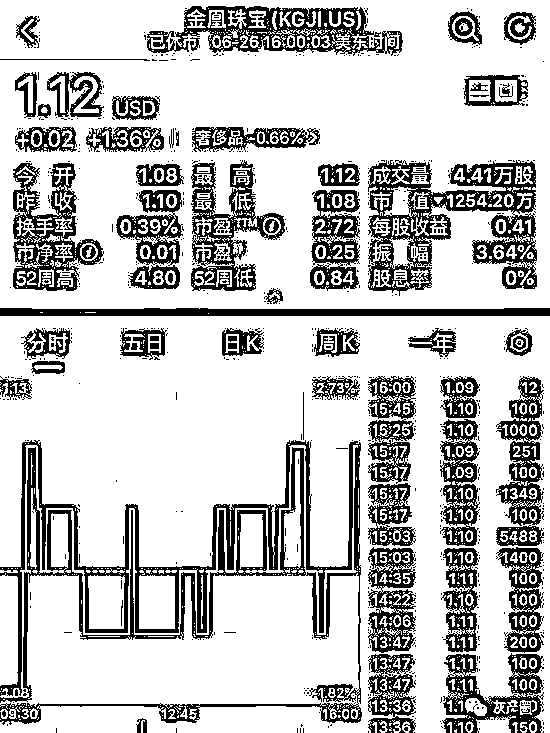 金凰珠宝 (KGJI.US)
已休市 06-26 16:00:03 美东时间
1.12 USD
+0.02 +1.36% 奢侈品 -0.66% >
今 开 1.08 最 高 1.12 成交量 4.41万股
昨 收 1.10 最 低 1.08 市 值 1254.20万
换手率 0.39% 市盈 2.72 每股收益 0.41
市净率 0.01 市盈 0.25 振 幅 3.64%
52周高 4.80 52周低 0.84 股息率 0%
分时 五日 日K 周K 一年
1.13 2.73% 16:00 1.09 12
15:45 1.10 100
15:25 1.10 1000
15:17 1.09 251
15:17 1.09 100
15:17 1.10 1349
15:17 1.10 100
15:03 1.10 5488
15:03 1.10 1400
14:35 1.11 100
14:22 1.10 100
14:06 1.11 100
13:47 1.11 200
13:47 1.11 100
13:47 1.11 100
1.08 -1.82% 13:36 灰产圈
09:30 12:45 16:00 13:36 1.10 150